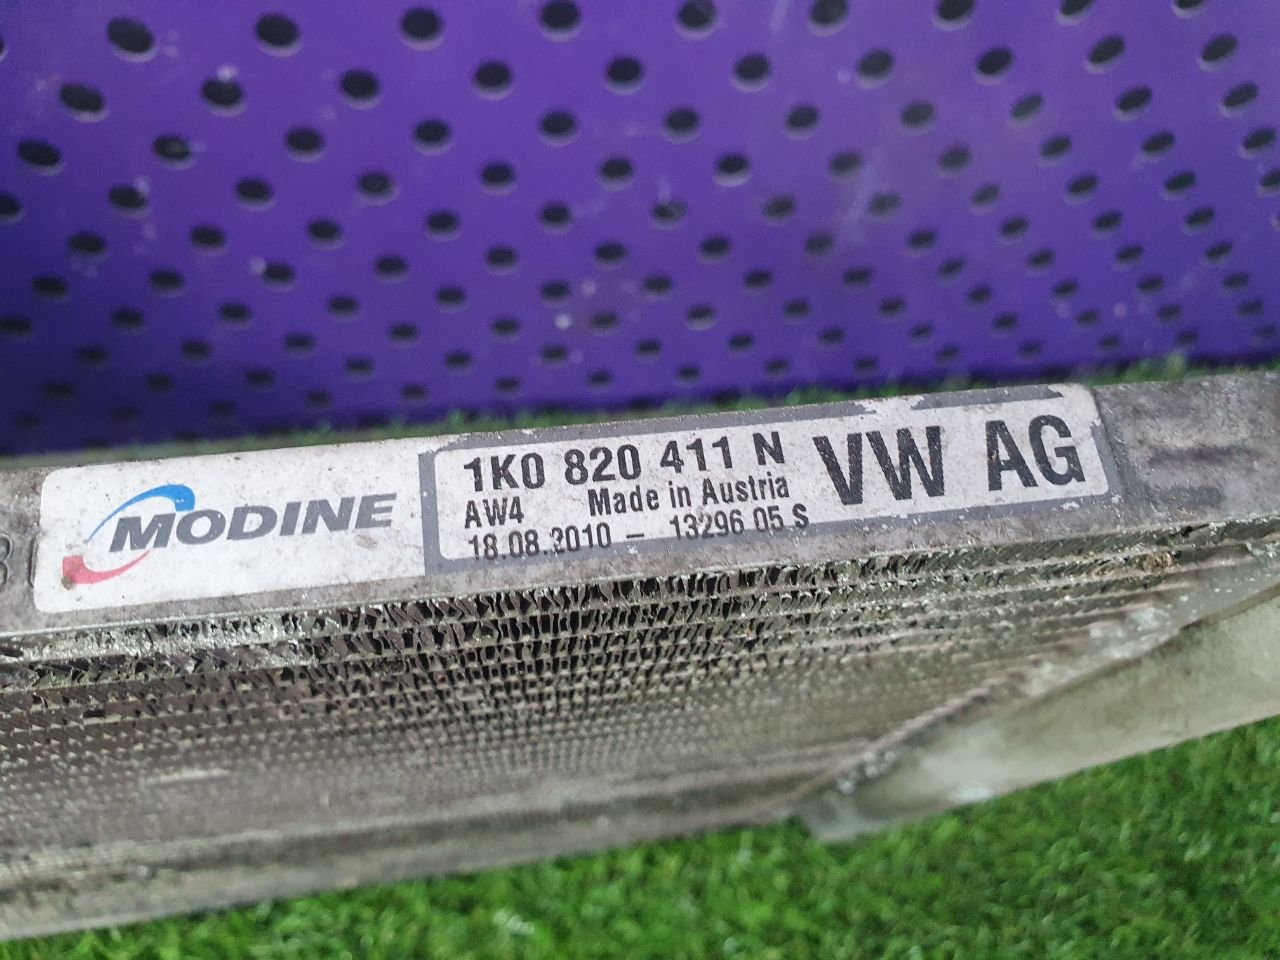 MODINE
1K0 820 411 N
VW AG
AW4 Made in Austria
18.08.2010 - 13296 05 S